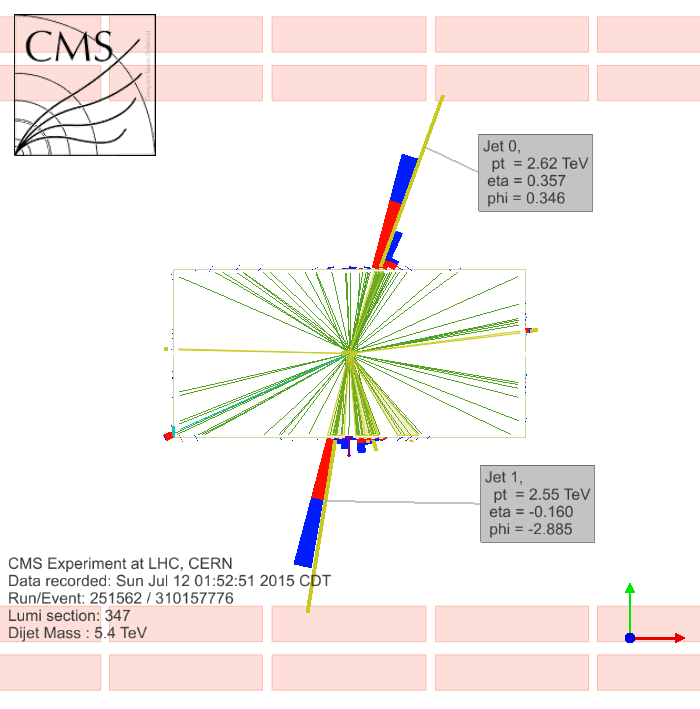 CMS
Jet 0,
pt = 2.62 TeV
eta = 0.357
phi = 0.346
Jet 1,
pt = 2.55 TeV
eta = -0.160
phi = -2.885
CMS Experiment at LHC, CERN
Data recorded: Sun Jul 12 01:52:51 2015 CDT
Run/Event: 251562 / 310157776
Lumi section: 347
Dijet Mass : 5.4 TeV